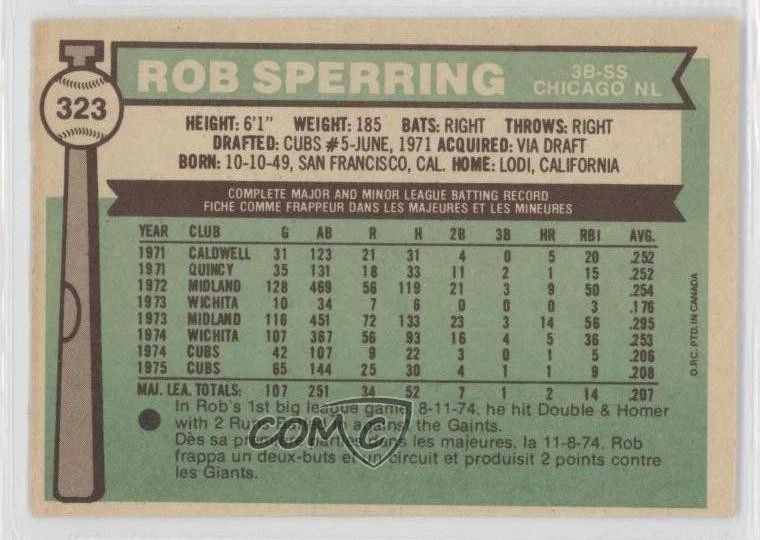 323
ROB SPERRING
3B-SS
CHICAGO NL
HEIGHT: 6'1" WEIGHT: 185 BATS: RIGHT THROWS: RIGHT
DRAFTED: CUBS #5-JUNE, 1971 ACQUIRED: VIA DRAFT
BORN: 10-10-49, SAN FRANCISCO, CAL. HOME: LODI, CALIFORNIA
COMPLETE MAJOR AND MINOR LEAGUE BATTING RECORD
FICHE COMME FRAPPEUR DANS LES MAJEURES ET LES MINEURES
YEAR CLUB G AB R H 2B 3B HR RBI AVG.
1971 CALDWELL 31 123 21 31 4 0 5 20 .252
1971 QUINCY 35 131 18 33 11 2 1 15 .252
1972 MIDLAND 128 469 56 119 21 3 9 50 .254
1973 WICHITA 10 34 7 6 0 0 0 3 .176
1973 MIDLAND 116 451 72 133 23 3 14 56 .295
1974 WICHITA 107 367 56 93 16 4 5 36 .253
1974 CUBS 42 107 9 22 3 0 1 5 .206
1975 CUBS 65 144 25 30 4 1 1 9 .208
MAJ. LEA. TOTALS: 107 251 34 52 7 1 2 14 .207
In Rob's 1st big league game, 8-11-74, he hit Double & Homer
with 2 Runs in against the Gaints.
Dès sa première parties dans les majeures, la 11-8-74, Rob
frappa un deux-buts et un circuit et produisit 2 points contre
les Giants.
O.P.C. PTD. IN CANADA
COMC